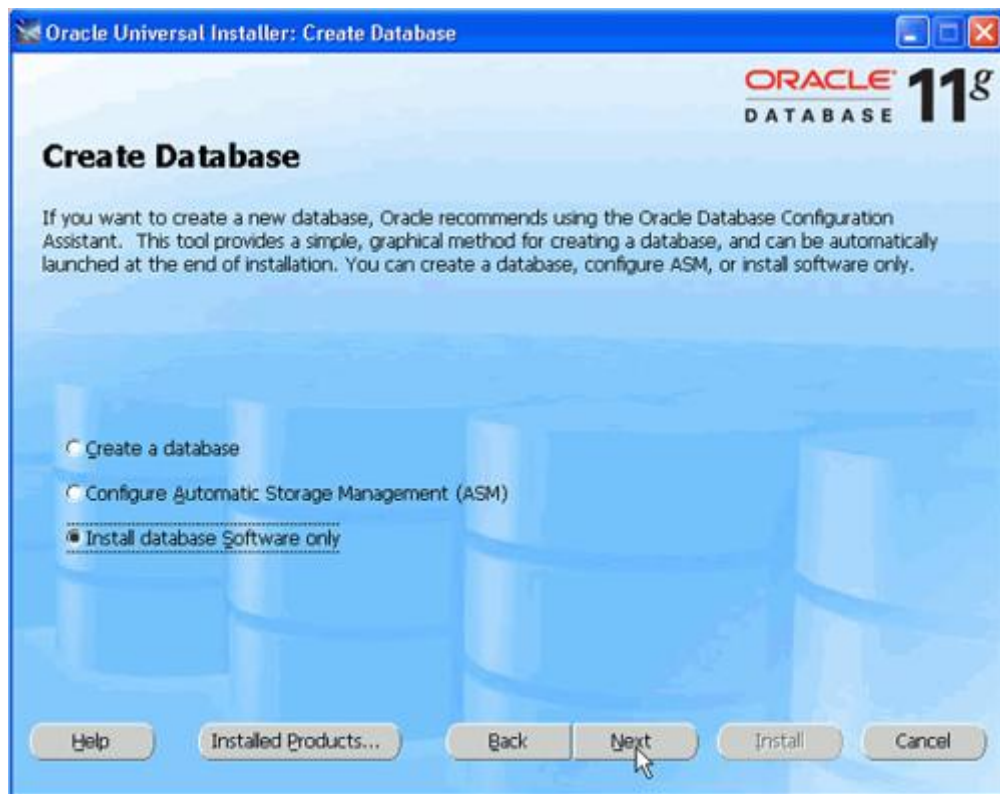 Oracle Universal Installer: Create Database
ORACLE 11g
DATABASE
Create Database
If you want to create a new database, Oracle recommends using the Oracle Database Configuration
Assistant. This tool provides a simple, graphical method for creating a database, and can be automatically
launched at the end of installation. You can create a database, configure ASM, or install software only.
Create a database
Configure Automatic Storage Management (ASM)
Install database Software only
Help Installed Products... Back Next Install Cancel